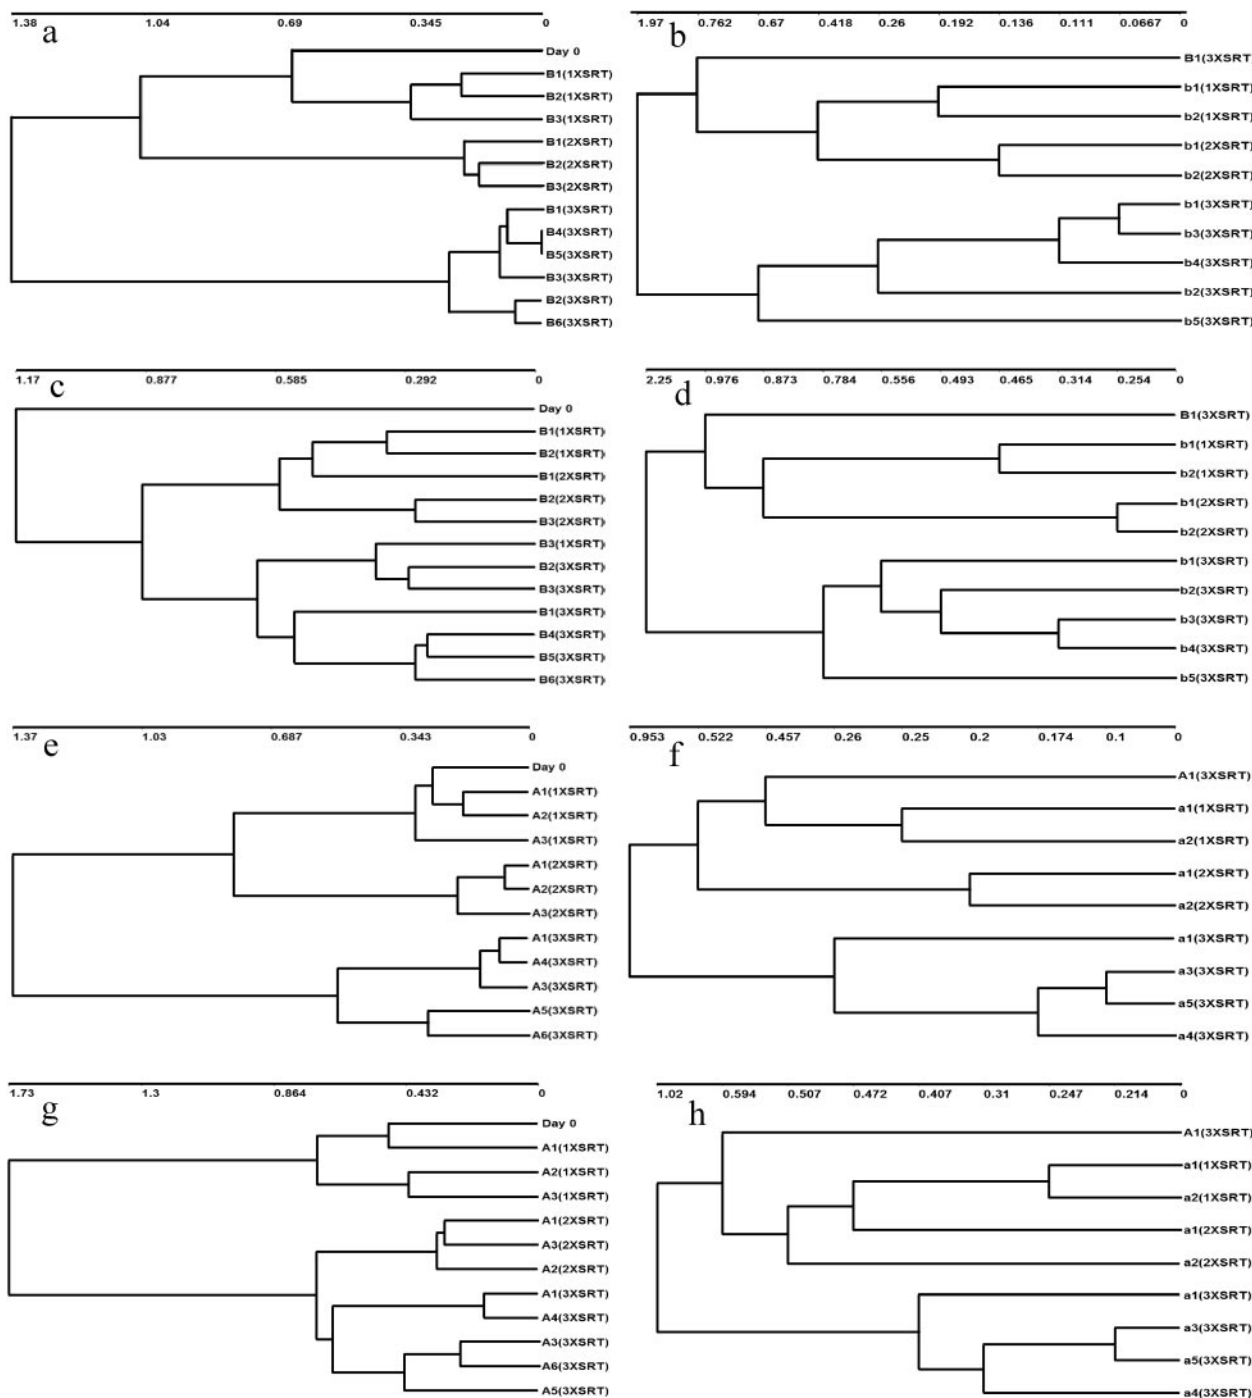 1.38 1.04 0.69 0.345 0
a
Day 0
B1(1XSRT)
B2(1XSRT)
B3(1XSRT)
B1(2XSRT)
B2(2XSRT)
B3(2XSRT)
B1(3XSRT)
B4(3XSRT)
B5(3XSRT)
B3(3XSRT)
B2(3XSRT)
B6(3XSRT)
1.97 0.762 0.67 0.418 0.26 0.192 0.136 0.111 0.0667 0
b
B1(3XSRT)
b1(1XSRT)
b2(1XSRT)
b1(2XSRT)
b2(2XSRT)
b1(3XSRT)
b3(3XSRT)
b4(3XSRT)
b2(3XSRT)
b5(3XSRT)
1.17 0.877 0.585 0.292 0
c
Day 0
B1(1XSRT)
B2(1XSRT)
B1(2XSRT)
B2(2XSRT)
B3(2XSRT)
B3(1XSRT)
B2(3XSRT)
B3(3XSRT)
B1(3XSRT)
B4(3XSRT)
B5(3XSRT)
B6(3XSRT)
2.25 0.976 0.873 0.784 0.556 0.493 0.465 0.314 0.254 0
d
B1(3XSRT)
b1(1XSRT)
b2(1XSRT)
b1(2XSRT)
b2(2XSRT)
b1(3XSRT)
b2(3XSRT)
b3(3XSRT)
b4(3XSRT)
b5(3XSRT)
1.37 1.03 0.687 0.343 0
e
Day 0
A1(1XSRT)
A2(1XSRT)
A3(1XSRT)
A1(2XSRT)
A2(2XSRT)
A3(2XSRT)
A1(3XSRT)
A4(3XSRT)
A3(3XSRT)
A5(3XSRT)
A6(3XSRT)
0.953 0.522 0.457 0.26 0.25 0.2 0.174 0.1 0
f
A1(3XSRT)
a1(1XSRT)
a2(1XSRT)
a1(2XSRT)
a2(2XSRT)
a1(3XSRT)
a3(3XSRT)
a5(3XSRT)
a4(3XSRT)
1.73 1.3 0.864 0.432 0
g
Day 0
A1(1XSRT)
A2(1XSRT)
A3(1XSRT)
A1(2XSRT)
A3(2XSRT)
A2(2XSRT)
A1(3XSRT)
A4(3XSRT)
A3(3XSRT)
A6(3XSRT)
A5(3XSRT)
1.02 0.594 0.507 0.472 0.407 0.31 0.247 0.214 0
h
A1(3XSRT)
a1(1XSRT)
a2(1XSRT)
a1(2XSRT)
a2(2XSRT)
a1(3XSRT)
a3(3XSRT)
a5(3XSRT)
a4(3XSRT)